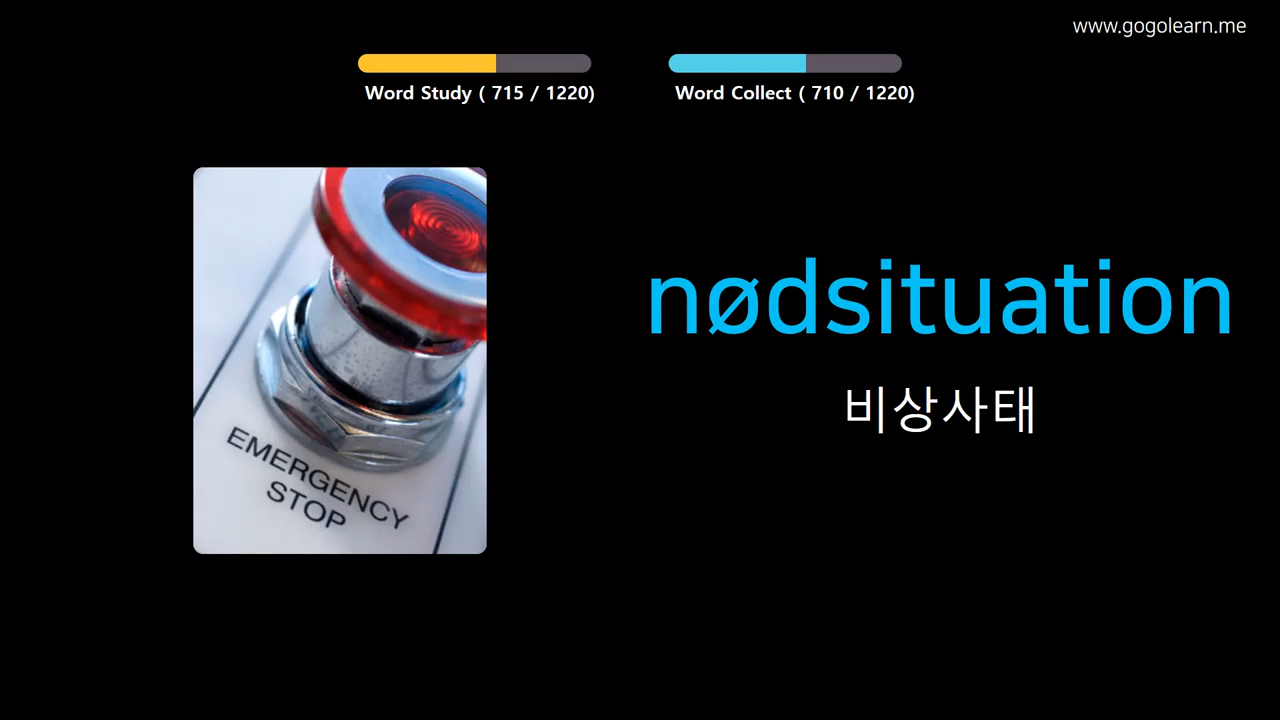 www.gogolearn.me
Word Study ( 715 / 1220)
Word Collect ( 710 / 1220)
nødsituation
비상사태
EMERGENCY
STOP